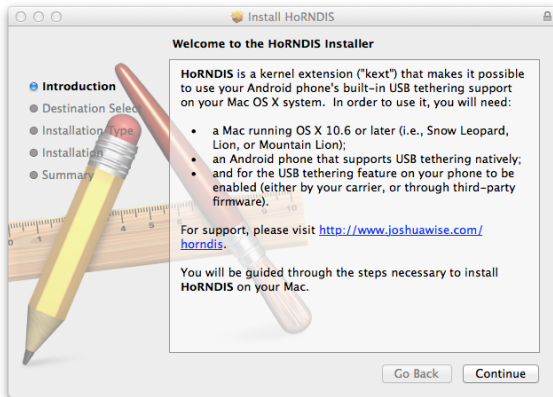 Install HoRNDIS
Welcome to the HoRNDIS Installer
Introduction
Destination Select
Installation Type
Installation
Summary
HoRNDIS is a kernel extension ("kext") that makes it possible
to use your Android phone's built-in USB tethering support
on your Mac OS X system. In order to use it, you will need:
• a Mac running OS X 10.6 or later (i.e., Snow Leopard,
Lion, or Mountain Lion);
• an Android phone that supports USB tethering natively;
• and for the USB tethering feature on your phone to be
enabled (either by your carrier, or through third-party
firmware).
For support, please visit http://www.joshuawise.com/
horndis.
You will be guided through the steps necessary to install
HoRNDIS on your Mac.
Go Back
Continue